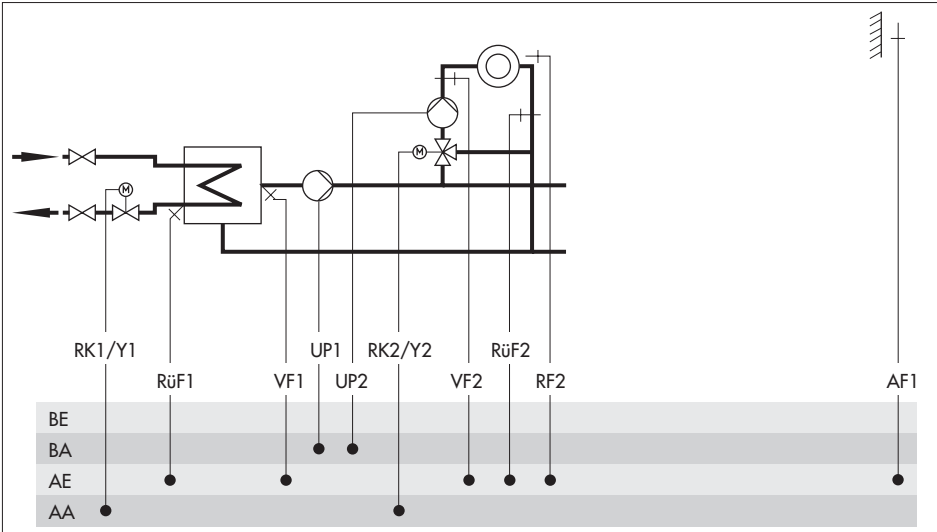 M
M
RK1/Y1 UP1 RK2/Y2 RüF2
RüF1 VF1 UP2 VF2 RF2 AF1
BE
BA
AE
AA